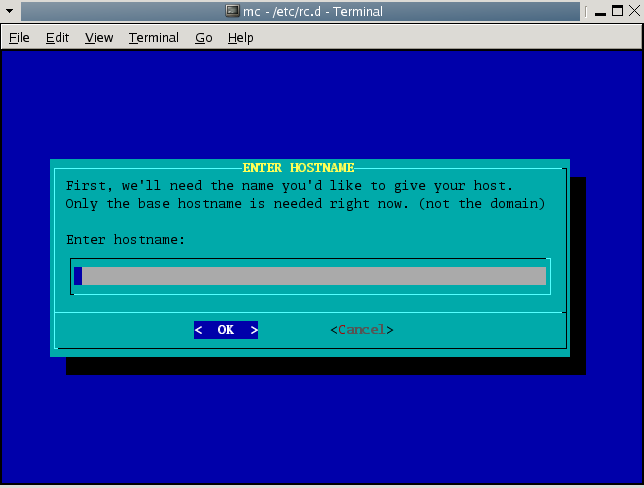 mc - /etc/rc.d - Terminal
File Edit View Terminal Go Help
ENTER HOSTNAME
First, we'll need the name you'd like to give your host.
Only the base hostname is needed right now. (not the domain)
Enter hostname:
< OK > <Cancel>